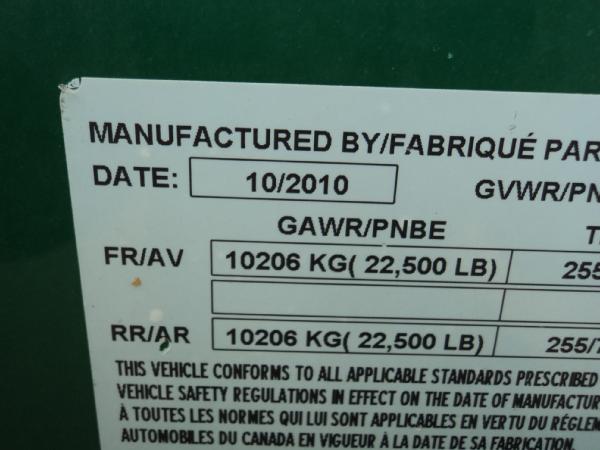 MANUFACTURED BY/FABRIQUÉ PAR
DATE: 10/2010 GVWR/PN
GAWR/PNBE
FR/AV 10206 KG( 22,500 LB) 255
RR/AR 10206 KG( 22,500 LB) 255/7
THIS VEHICLE CONFORMS TO ALL APPLICABLE STANDARDS PRESCRIBED
VEHICLE SAFETY REGULATIONS IN EFFECT ON THE DATE OF MANUFACTUR
À TOUTES LES NORMES QUI LUI SONT APPLICABLES EN VERTU DU RÉGLEM
AUTOMOBILES DU CANADA EN VIGUEUR À LA DATE DE SA FABRICATION.